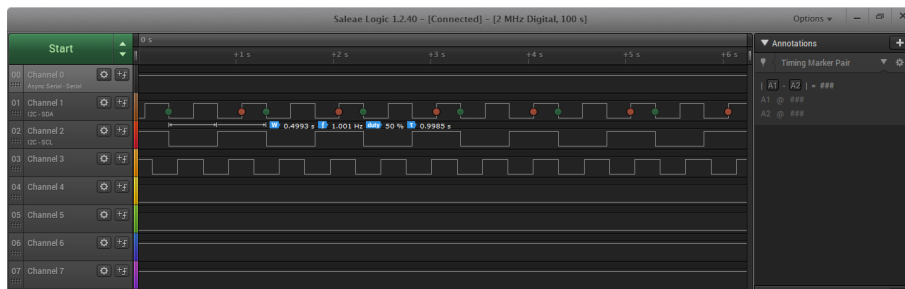 Saleae Logic 1.2.40 - [Connected] - [2 MHz Digital, 100 s]
Options
Start
0 s
+1 s +2 s +3 s +4 s +5 s +6 s
Annotations
00 Channel 0
Async Serial - Serial
Timing Marker Pair
| A1 - A2 | = ###
A1 @ ###
A2 @ ###
01 Channel 1
I2C - SDA
W 0.4993 s f 1.001 Hz duty 50 % T 0.9985 s
02 Channel 2
I2C - SCL
03 Channel 3
04 Channel 4
05 Channel 5
06 Channel 6
07 Channel 7